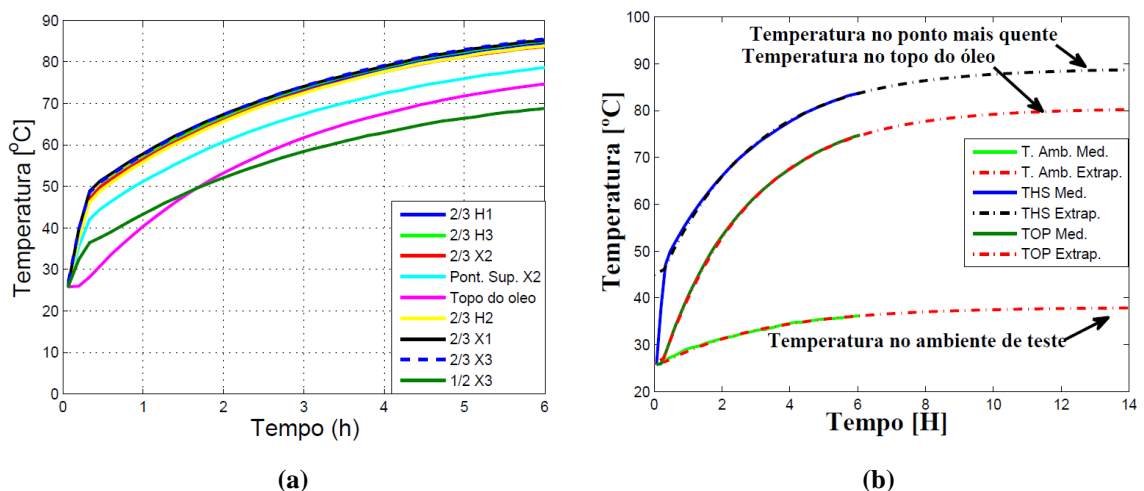 Temperatura [ºC]
90
80
70
60
50
40
30
20
10
0
0
1
2
3
4
5
6
Tempo (h)
2/3 H1
2/3 H3
2/3 X2
Pont. Sup. X2
Topo do oleo
2/3 H2
2/3 X1
2/3 X3
1/2 X3
(a)
Temperatura [ºC]
100
90
80
70
60
50
40
30
20
0
2
4
6
8
10
12
14
Tempo [H]
Temperatura no ponto mais quente
Temperatura no topo do óleo
T. Amb. Med.
T. Amb. Extrap.
THS Med.
THS Extrap.
TOP Med.
TOP Extrap.
Temperatura no ambiente de teste
(b)